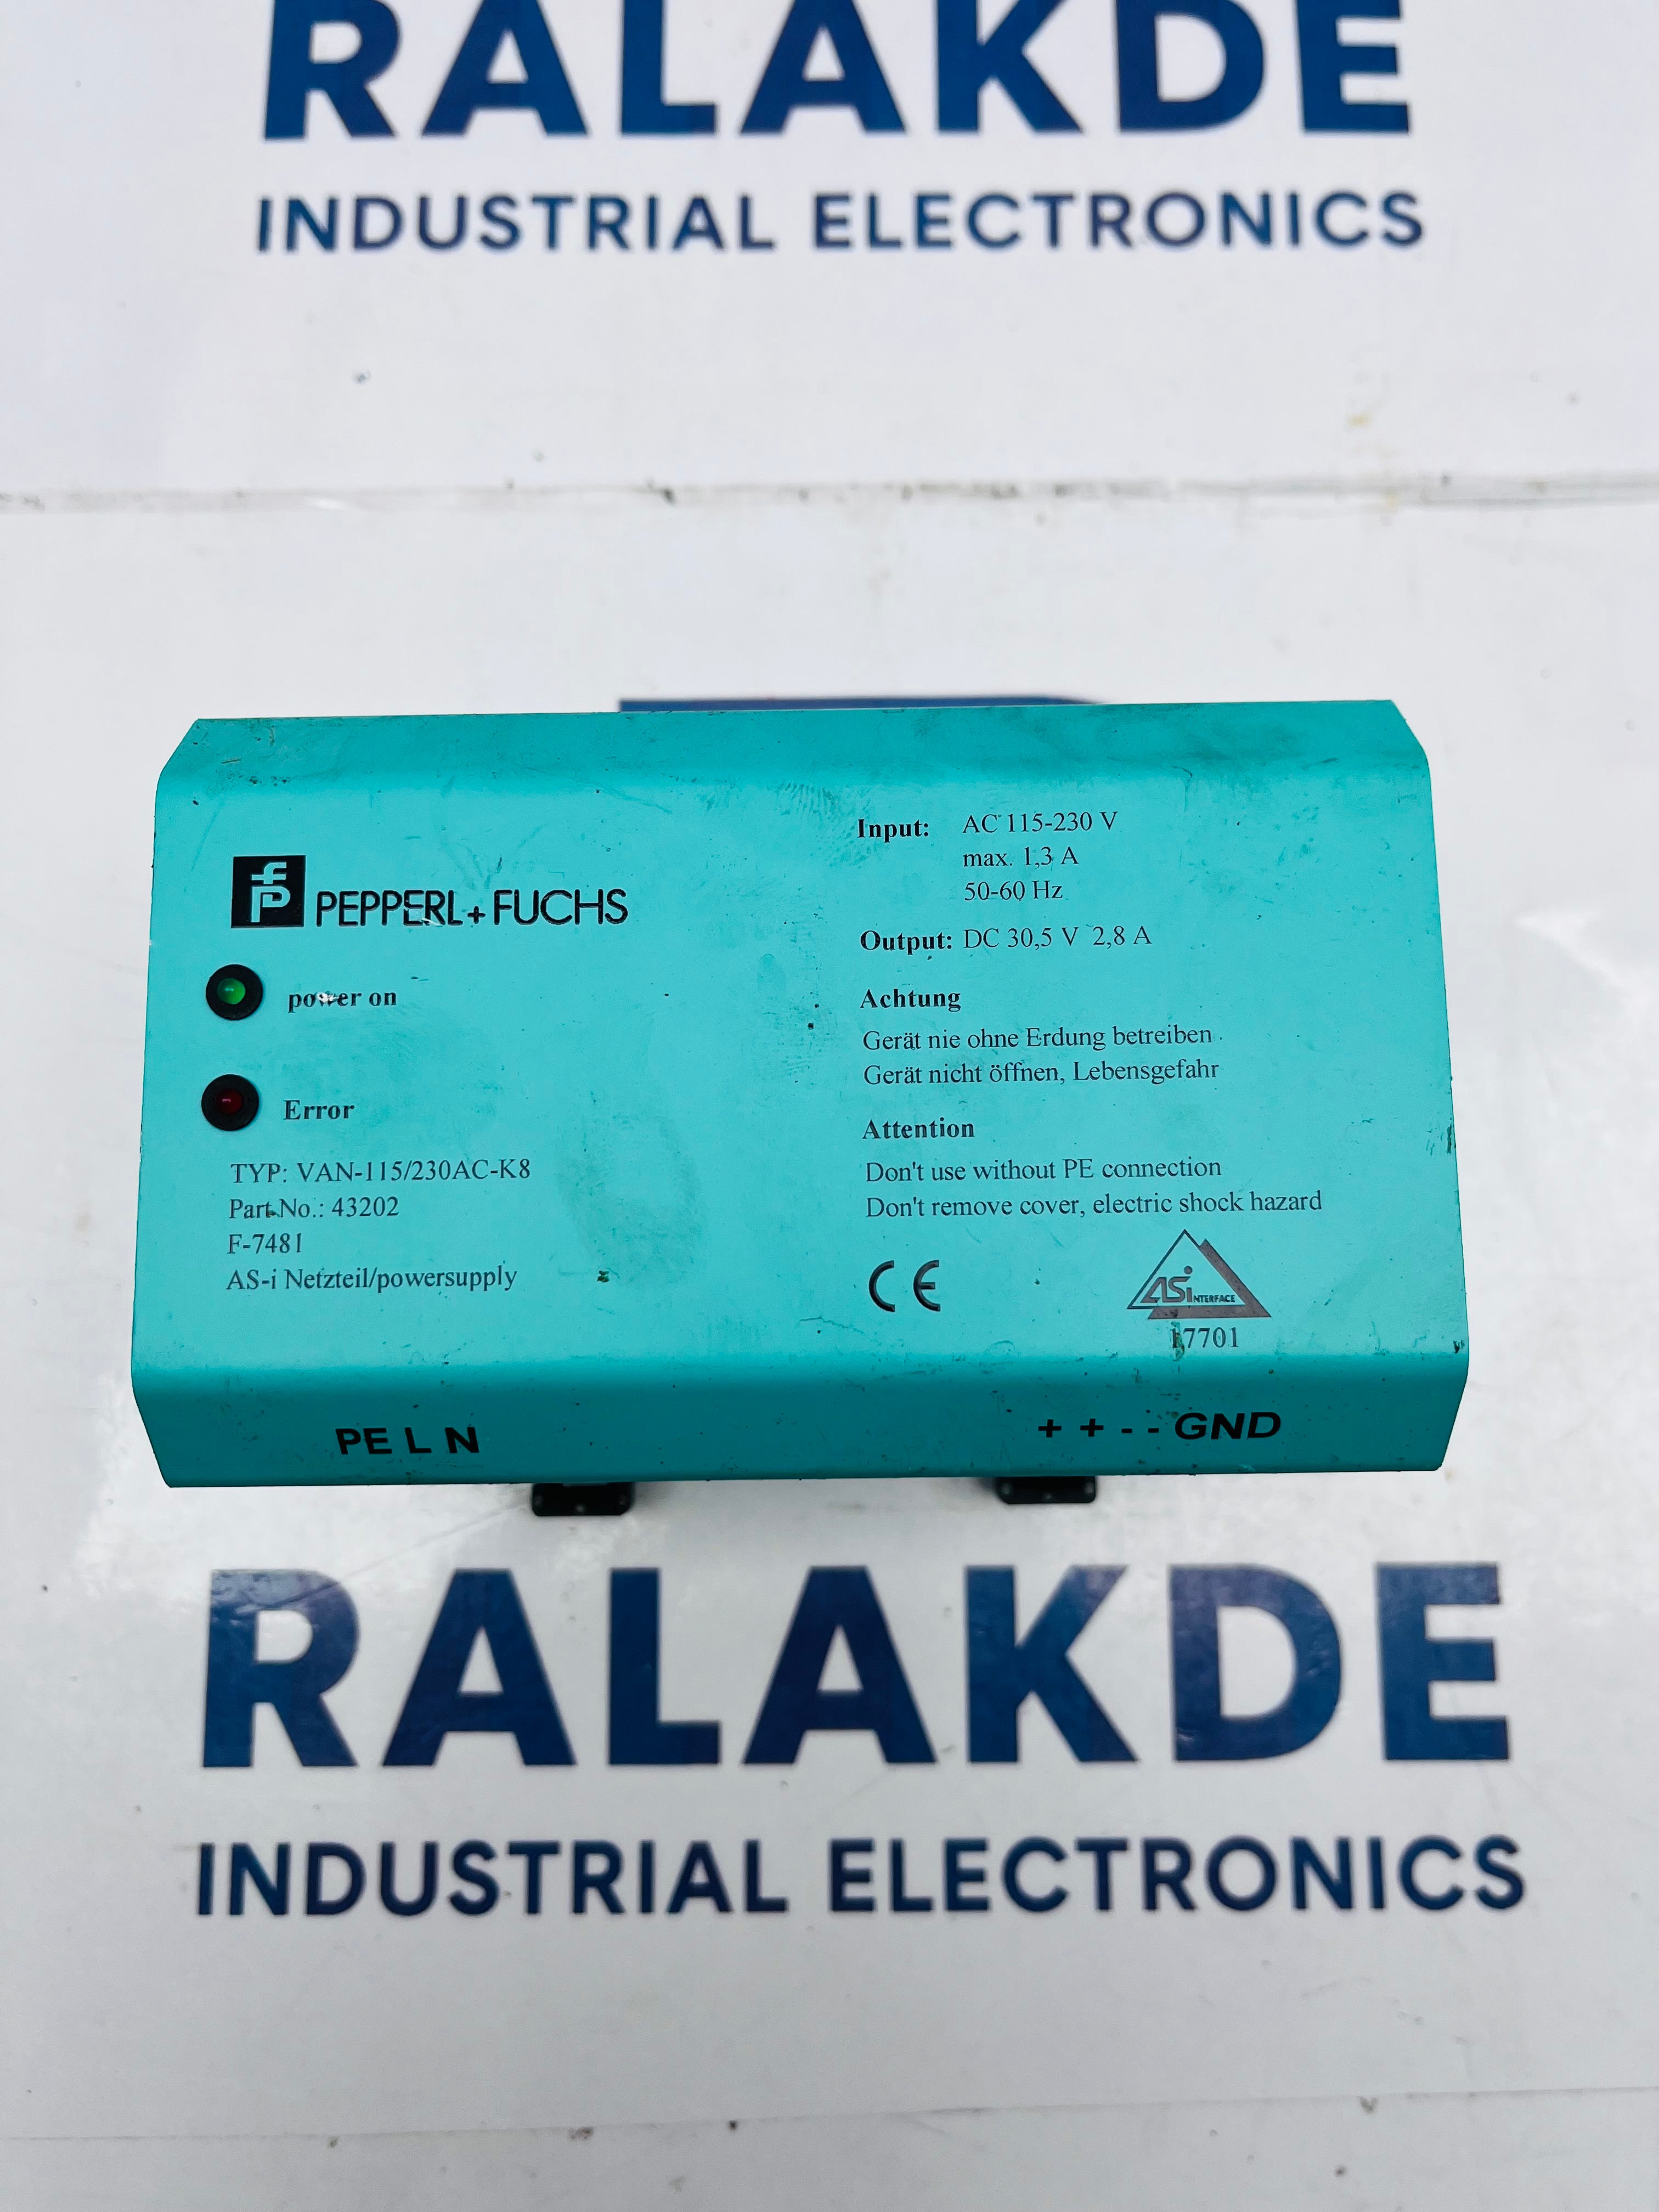 RALAKDE
INDUSTRIAL ELECTRONICS
fP PEPPERL+FUCHS
power on
Error
TYP: VAN-115/230AC-K8
Part.No.: 43202
F-7481
AS-i Netzteil/powersupply
Input: AC 115-230 V
max. 1,3 A
50-60 Hz
Output: DC 30,5 V 2,8 A
Achtung
Gerät nie ohne Erdung betreiben
Gerät nicht öffnen, Lebensgefahr
Attention
Don't use without PE connection
Don't remove cover, electric shock hazard
CE
ASi NTERFACE
17701
PE L N
+ + - - GND
RALAKDE
INDUSTRIAL ELECTRONICS